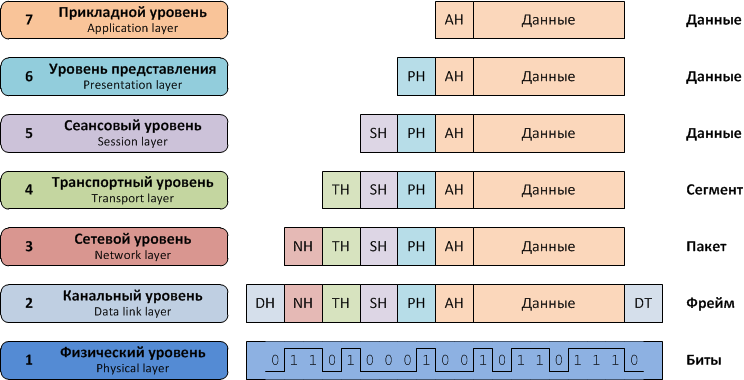 7 Прикладной уровень AH Данные Данные
Application layer
6 Уровень представления PH AH Данные Данные
Presentation layer
5 Сеансовый уровень SH PH AH Данные Данные
Session layer
4 Транспортный уровень TH SH PH AH Данные Сегмент
Transport layer
3 Сетевой уровень NH TH SH PH AH Данные Пакет
Network layer
2 Канальный уровень DH NH TH SH PH AH Данные DT Фрейм
Data link layer
1 Физический уровень 0 1 1 0 1 0 0 0 1 0 0 1 0 1 1 0 1 1 1 0 Биты
Physical layer